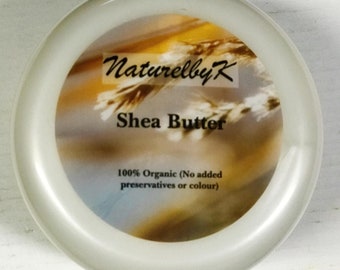 NaturelbyK
Shea Butter
100% Organic (No added
preservatives or colour)